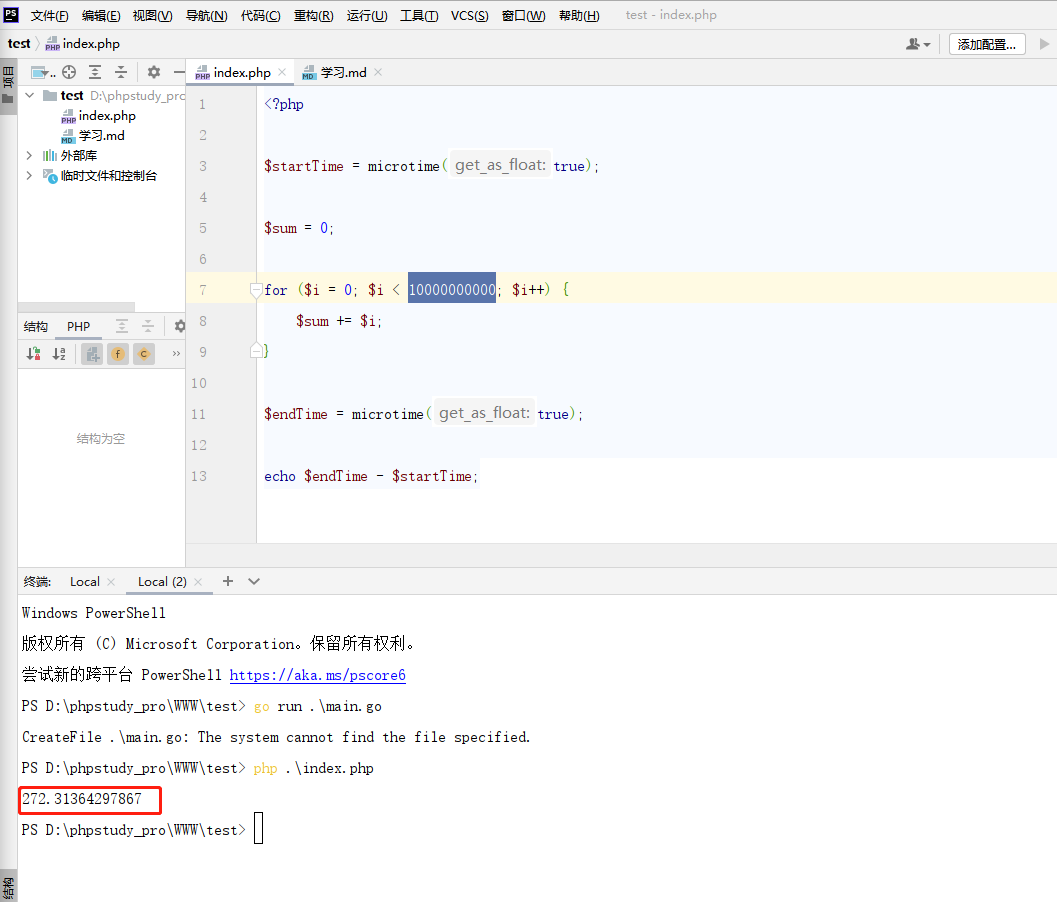 PS 文件(F) 编辑(E) 视图(V) 导航(N) 代码(C) 重构(R) 运行(U) 工具(T) VCS(S) 窗口(W) 帮助(H) test - index.php
test index.php 添加配置...
项目
index.php 学习.md
test D:\phpstudy_pro
index.php
学习.md
外部库
临时文件和控制台
结构 PHP
结构为空
1 <?php
2
3 $startTime = microtime( get_as_float: true);
4
5 $sum = 0;
6
7 for ($i = 0; $i < 10000000000; $i++) {
8 $sum += $i;
9 }
10
11 $endTime = microtime( get_as_float: true);
12
13 echo $endTime - $startTime;
终端: Local Local (2)
Windows PowerShell
版权所有 (C) Microsoft Corporation。保留所有权利。
尝试新的跨平台 PowerShell https://aka.ms/pscore6
PS D:\phpstudy_pro\WWW\test> go run .\main.go
CreateFile .\main.go: The system cannot find the file specified.
PS D:\phpstudy_pro\WWW\test> php .\index.php
272.31364297867
PS D:\phpstudy_pro\WWW\test>
结构